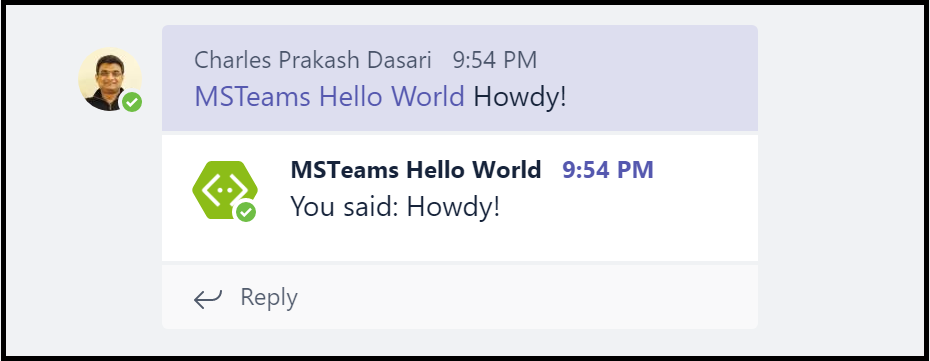 Charles Prakash Dasari 9:54 PM
MSTeams Hello World Howdy!
MSTeams Hello World 9:54 PM
You said: Howdy!
Reply